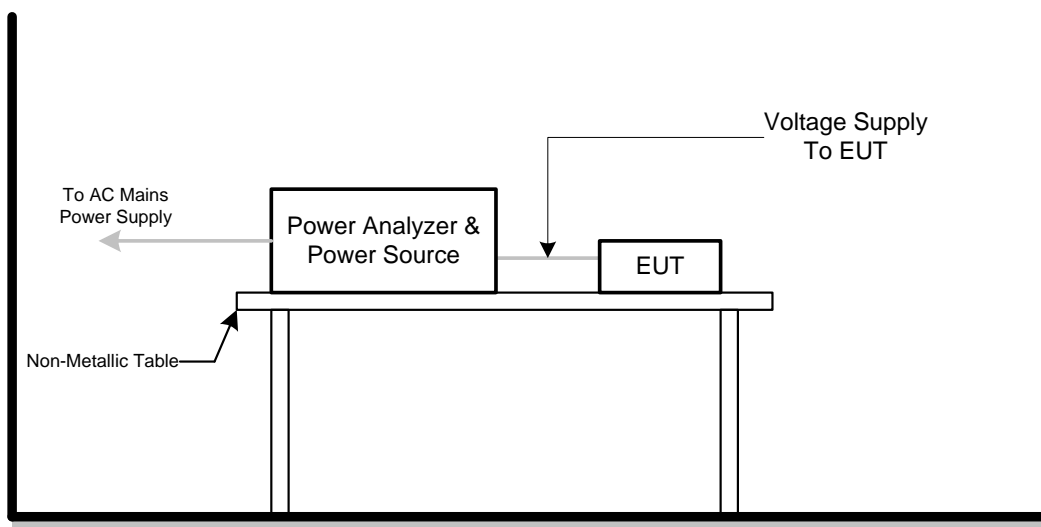 Voltage Supply
To EUT
To AC Mains
Power Supply
Power Analyzer &
Power Source
EUT
Non-Metallic Table